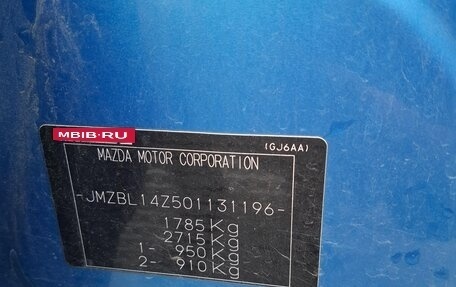 MBIB.RU
(GJ6AA)
MAZDA MOTOR CORPORATION
-JMZBL14Z501131196-
1785Kg
2715Kg
1- 950Kg
2- 910Kg